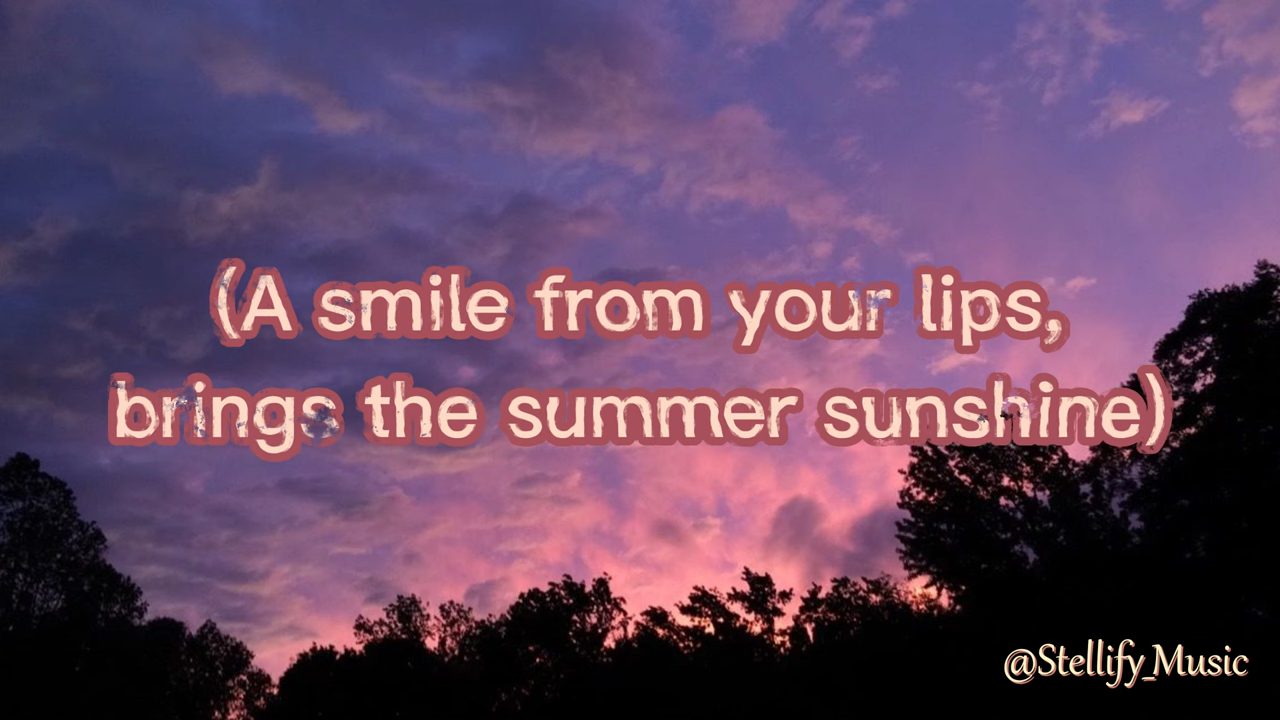 (A smile from your lips,
brings the summer sunshine)
@Stellify_Music